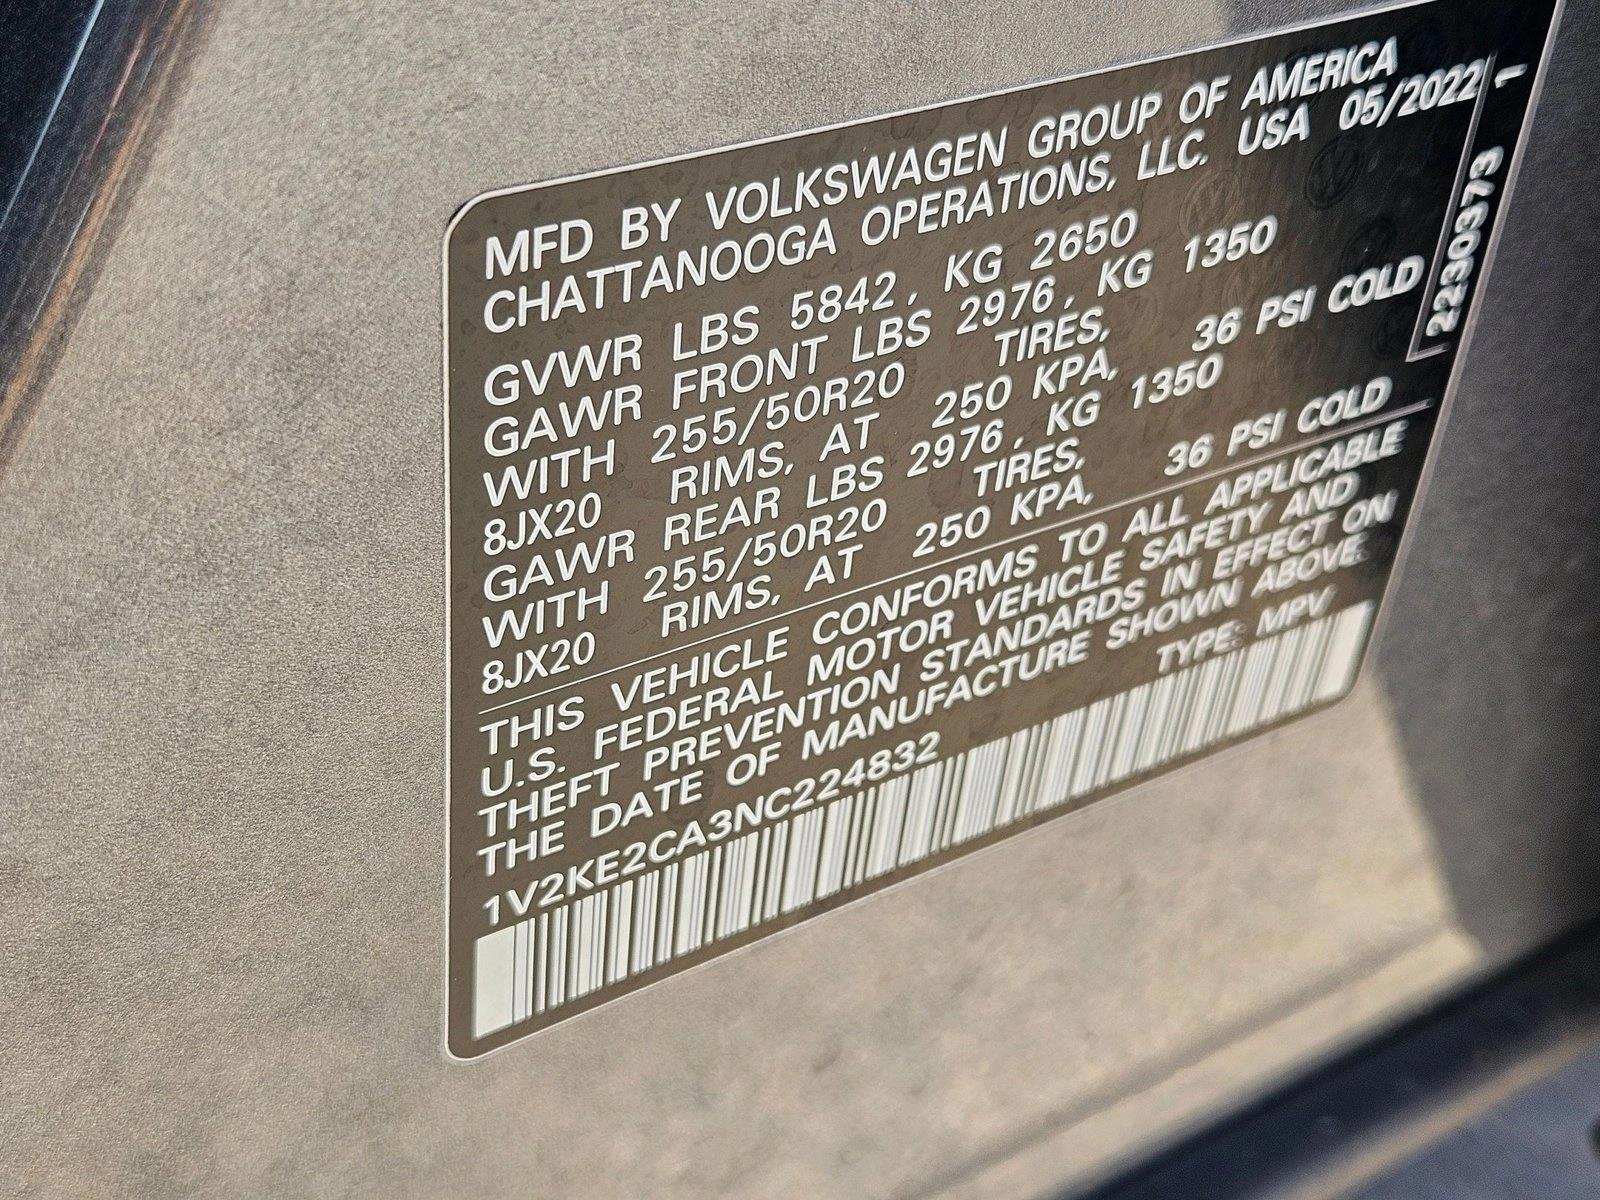 MFD BY VOLKSWAGEN GROUP OF AMERICA
CHATTANOOGA OPERATIONS, LLC. USA 05/2022
GVWR LBS 5842, KG 2650
GAWR FRONT LBS 2976, KG 1350
WITH 255/50R20 TIRES,
8JX20 RIMS, AT 250 KPA, 36 PSI COLD
GAWR REAR LBS 2976, KG 1350
WITH 255/50R20 TIRES,
8JX20 RIMS, AT 250 KPA, 36 PSI COLD
THIS VEHICLE CONFORMS TO ALL APPLICABLE
U.S. FEDERAL MOTOR VEHICLE SAFETY AND
THEFT PREVENTION STANDARDS IN EFFECT ON
THE DATE OF MANUFACTURE SHOWN ABOVE.
1V2KE2CA3NC224832 TYPE: MPV
2230373 1